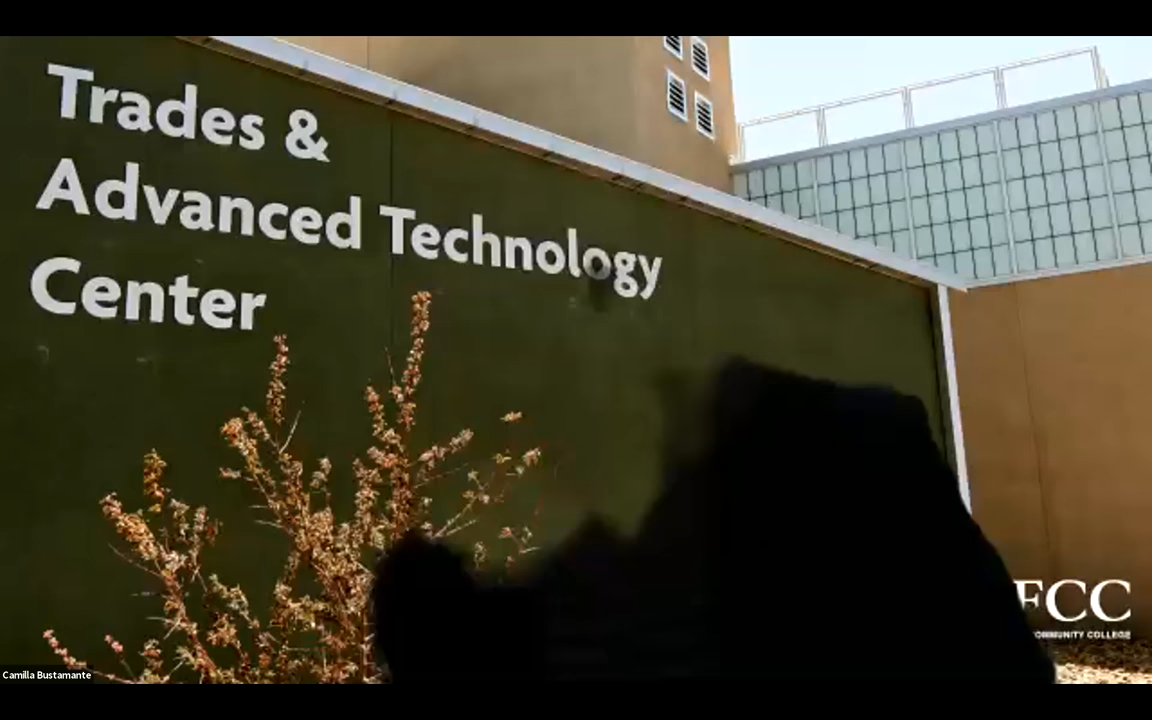 Trades &
Advanced Technology
Center
FCC
COMMUNITY COLLEGE
Camilla Bustamante